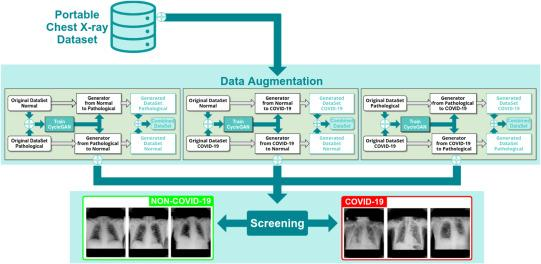 Portable
Chest X-ray
Dataset
Data Augmentation
Original DataSet
Normal
Generator
from Normal
to Pathological
Generated
DataSet
Pathological
Train
CycleGAN
Combined
DataSet
Original DataSet
Pathological
Generator
from Pathological
to Normal
Generated
DataSet
Normal
Original DataSet
Normal
Generator
from Normal
to COVID-19
Generated
DataSet
COVID-19
Train
CycleGAN
Combined
DataSet
Original DataSet
COVID-19
Generator
from COVID-19
to Normal
Generated
DataSet
Normal
Original DataSet
Pathological
Generator
from Pathological
to COVID-19
Generated
DataSet
COVID-19
Train
CycleGAN
Combined
DataSet
Original DataSet
COVID-19
Generator
from COVID-19
to Pathological
Generated
DataSet
Pathological
NON-COVID-19
Screening
COVID-19